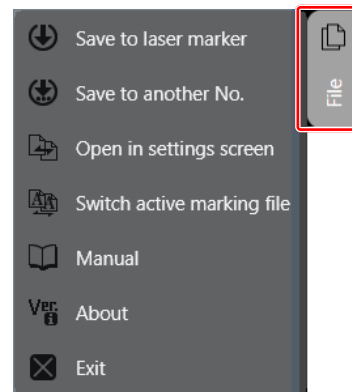 Save to laser marker
Save to another No.
Open in settings screen
Switch active marking file
Manual
Ver.
About
Exit
File